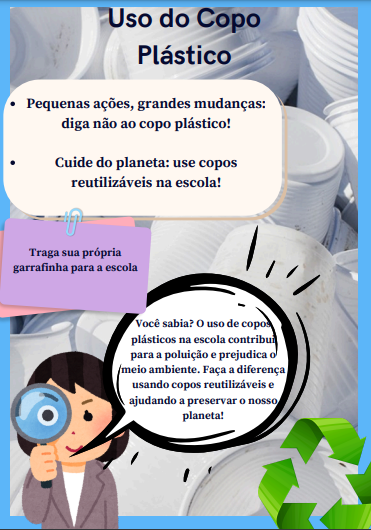 Uso do Copo
Plástico
• Pequenas ações, grandes mudanças:
diga não ao copo plástico!
• Cuide do planeta: use copos
reutilizáveis na escola!
Traga sua própria
garrafinha para a escola
Você sabia? O uso de copos
plásticos na escola contribui
para a poluição e prejudica o
meio ambiente. Faça a diferença
usando copos reutilizáveis e
ajudando a preservar o nosso
planeta!